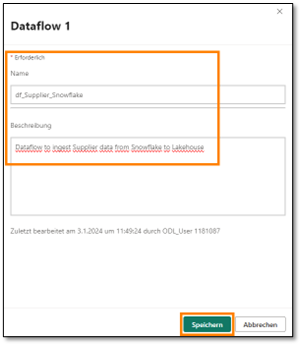 Dataflow 1
* Erforderlich
Name
df_Supplier_Snowflake
Beschreibung
Dataflow to ingest Supplier data from Snowflake to Lakehouse
Zuletzt bearbeitet am 3.1.2024 um 11:49:24 durch ODL_User 1181087
Speichern Abbrechen